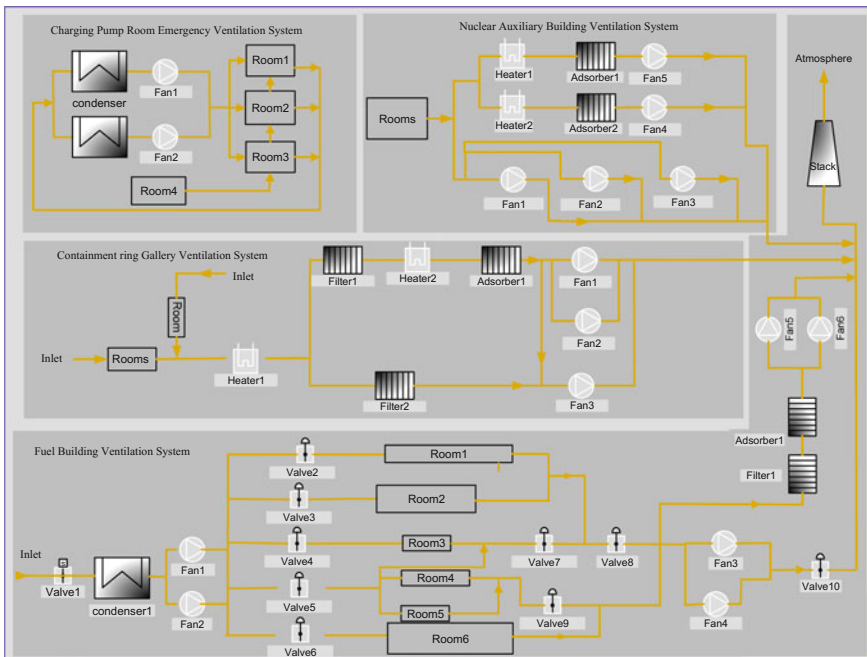 Charging Pump Room Emergency Ventilation System
condenser
Fan1
Fan2
Room1
Room2
Room3
Room4
Nuclear Auxiliary Building Ventilation System
Rooms
Heater1
Adsorber1
Fan5
Heater2
Adsorber2
Fan4
Fan1
Fan2
Fan3
Atmosphere
Stack
Containment ring Gallery Ventilation System
Inlet
Room
Inlet
Rooms
Heater1
Filter1
Heater2
Adsorber1
Fan1
Fan2
Filter2
Fan3
Fan5
Fan6
Adsorber1
Filter1
Fuel Building Ventilation System
Inlet
Valve1
condenser1
Fan1
Fan2
Valve2
Valve3
Valve4
Valve5
Valve6
Room1
Room2
Room3
Room4
Room5
Room6
Valve7
Valve8
Valve9
Fan3
Fan4
Valve10